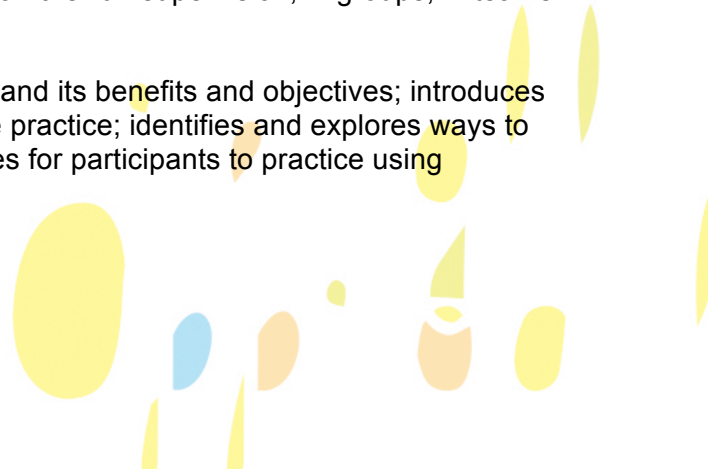 and its benefits and objectives; introduces
practice; identifies and explores ways to
es for participants to practice using